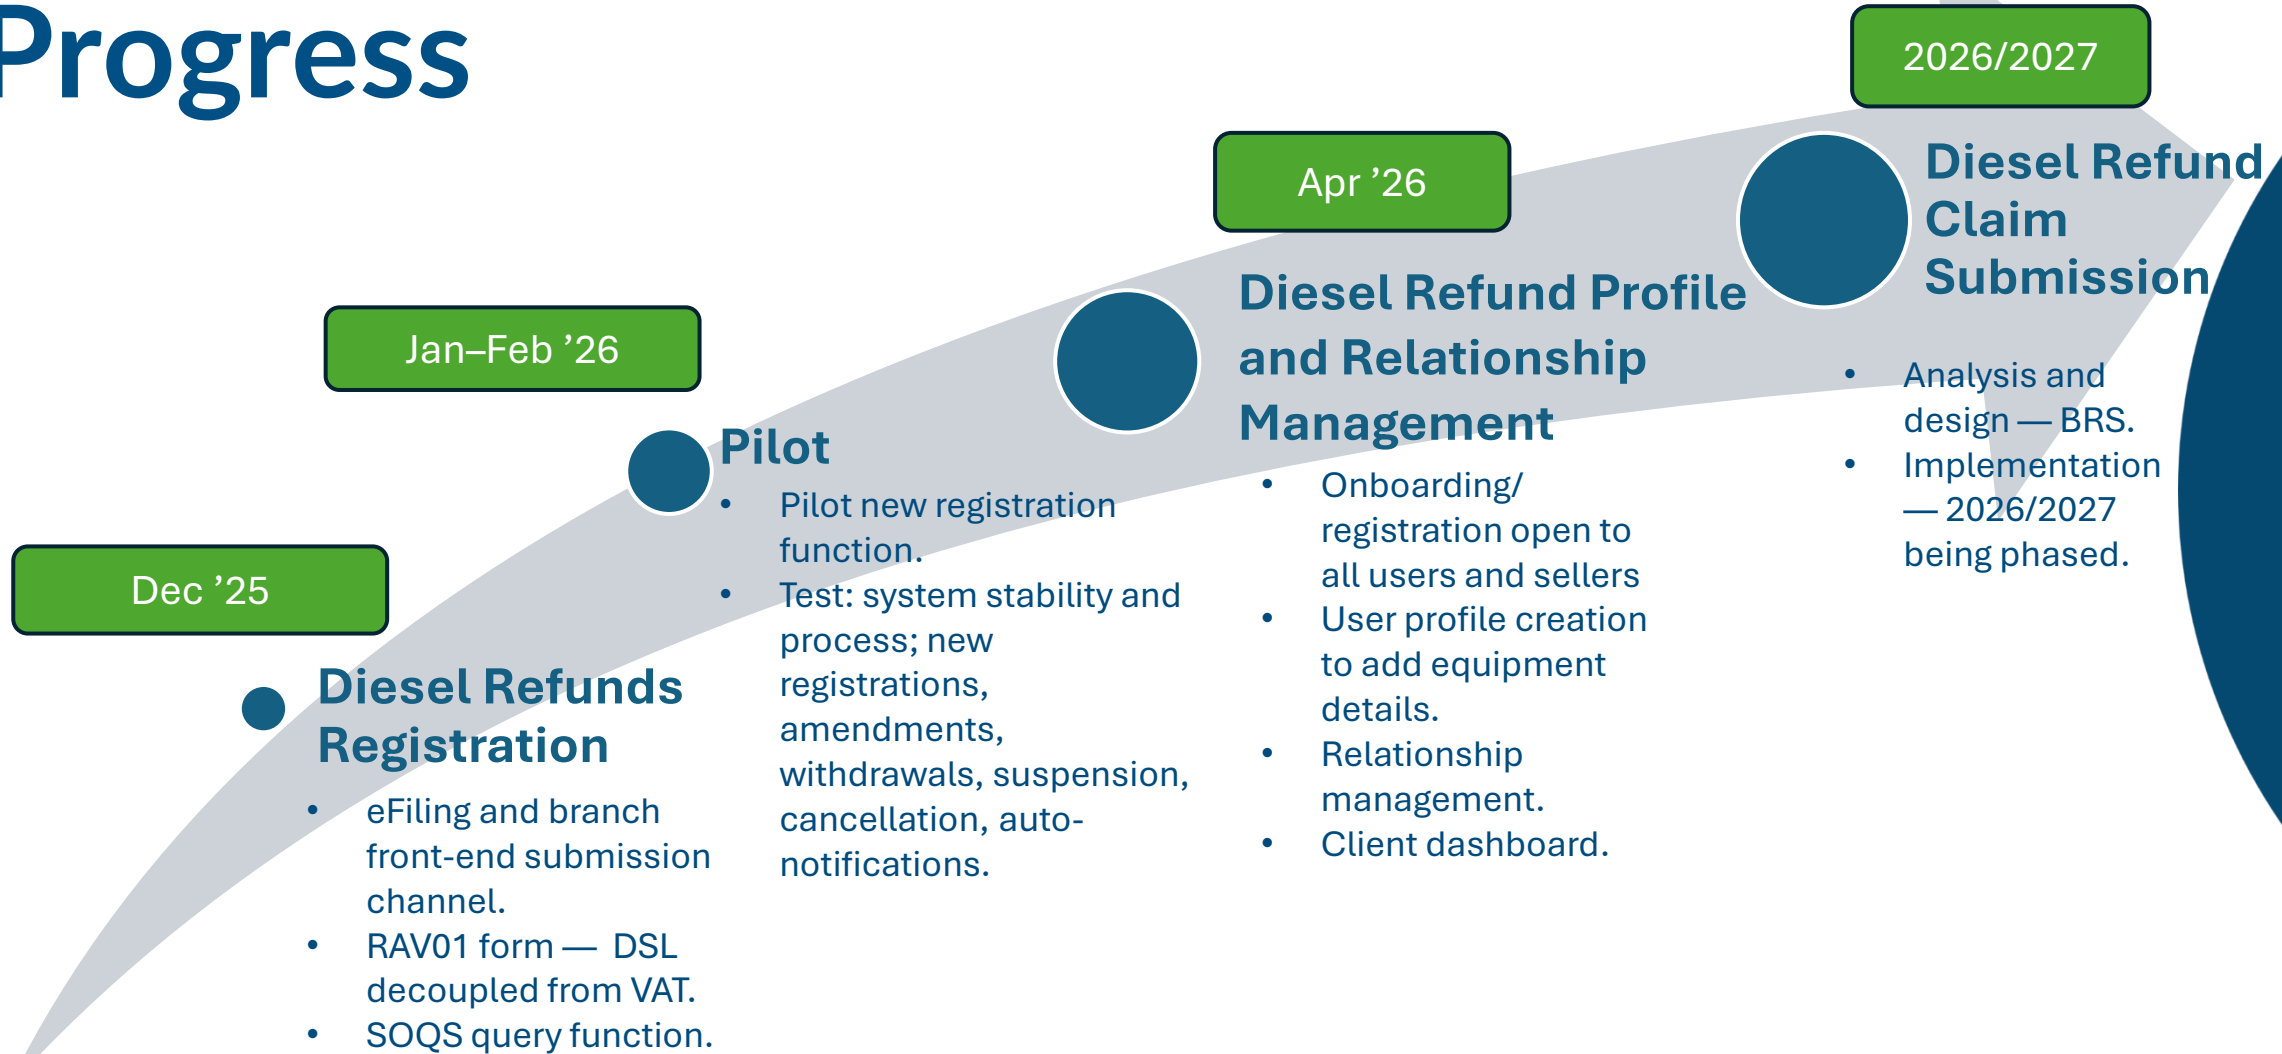 Progress
Dec ’25
Diesel Refunds
Registration
• eFiling and branch
front-end submission
channel.
• RAV01 form — DSL
decoupled from VAT.
• SOQS query function.
Jan–Feb ’26
Pilot
• Pilot new registration
function.
• Test: system stability and
process; new
registrations,
amendments,
withdrawals, suspension,
cancellation, auto-
notifications.
Apr ’26
Diesel Refund Profile
and Relationship
Management
• Onboarding/
registration open to
all users and sellers
• User profile creation
to add equipment
details.
• Relationship
management.
• Client dashboard.
2026/2027
Diesel Refund
Claim
Submission
• Analysis and
design — BRS.
• Implementation
— 2026/2027
being phased.